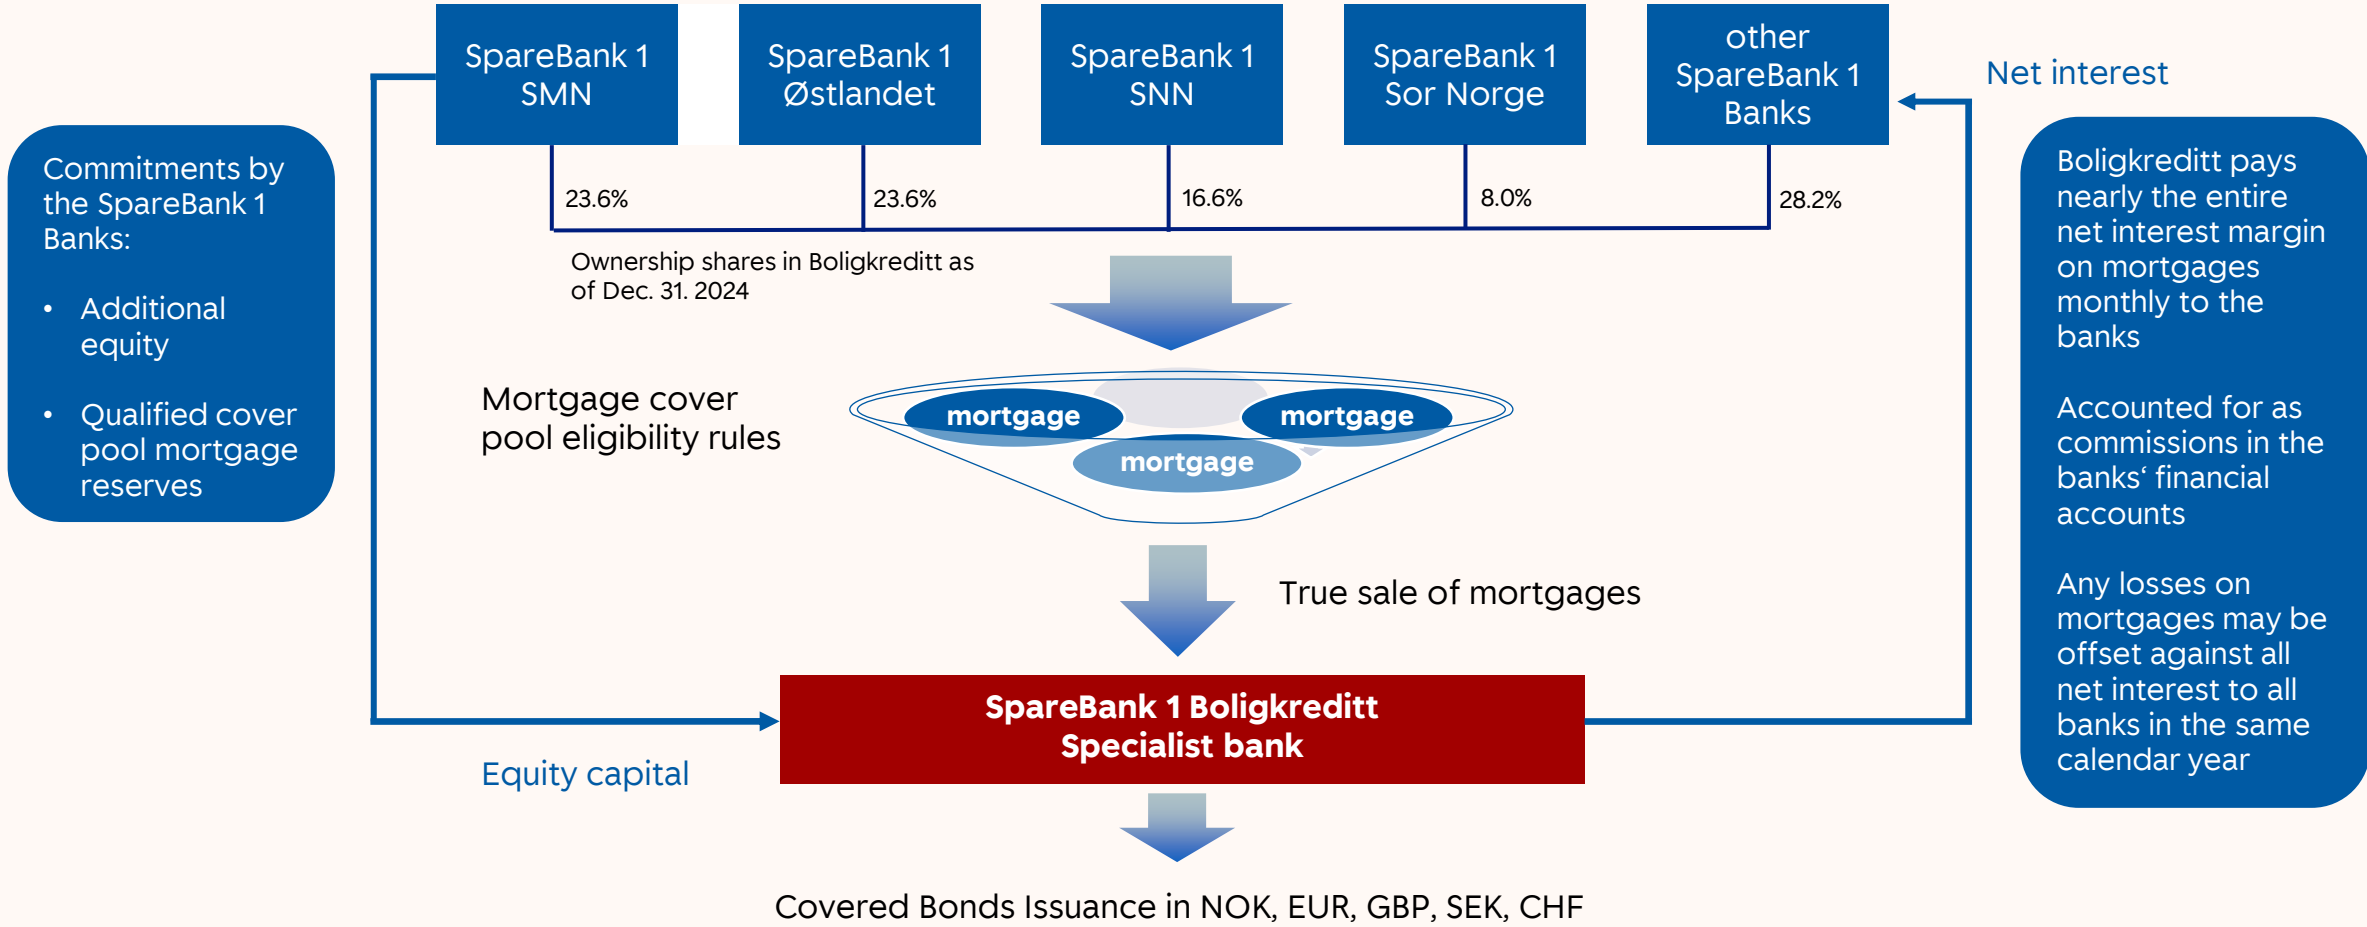 SpareBank 1
SMN
SpareBank 1
Østlandet
SpareBank 1
SNN
SpareBank 1
Sor Norge
other
SpareBank 1
Banks
Net interest
Commitments by
the SpareBank 1
Banks:
• Additional
equity
• Qualified cover
pool mortgage
reserves
23.6%
23.6%
16.6%
8.0%
28.2%
Ownership shares in Boligkreditt as
of Dec. 31. 2024
Mortgage cover
pool eligibility rules
mortgage
mortgage
mortgage
True sale of mortgages
SpareBank 1 Boligkreditt
Specialist bank
Equity capital
Covered Bonds Issuance in NOK, EUR, GBP, SEK, CHF
Boligkreditt pays
nearly the entire
net interest margin
on mortgages
monthly to the
banks
Accounted for as
commissions in the
banks‘ financial
accounts
Any losses on
mortgages may be
offset against all
net interest to all
banks in the same
calendar year